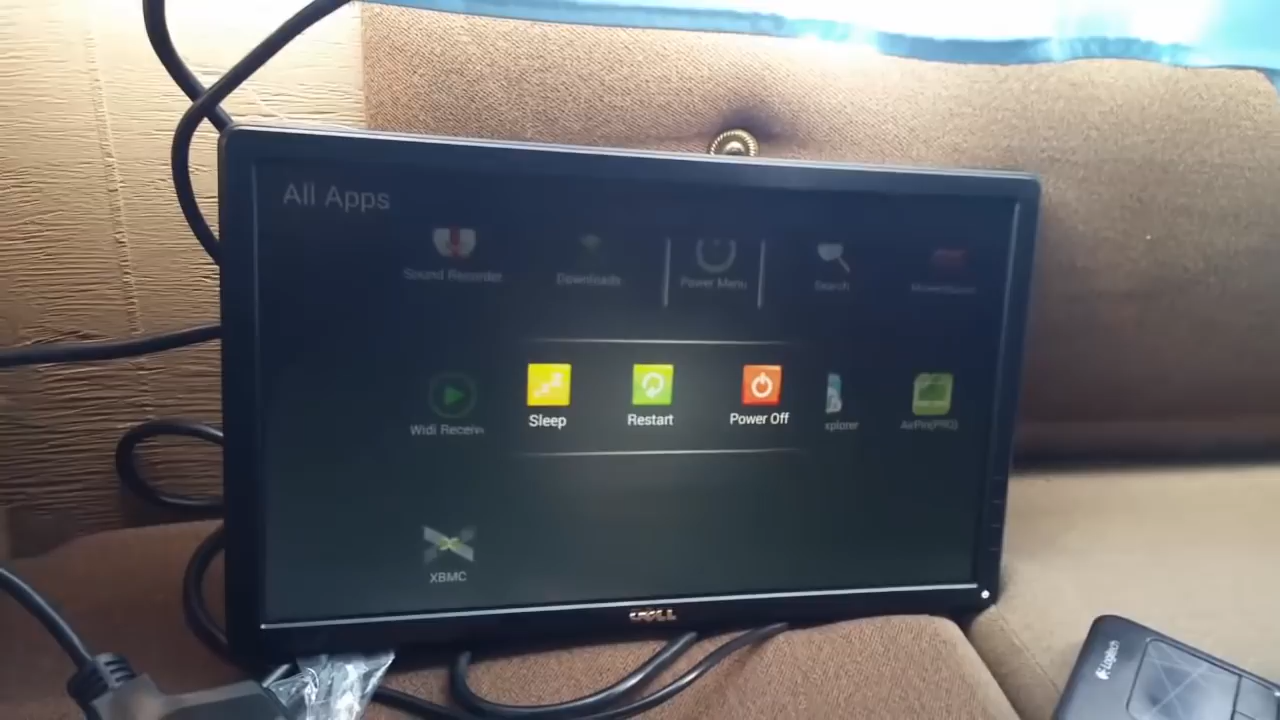 All Apps
Sound Recorder
Downloads
Power Menu
Search
Widi Receiv
Sleep
Restart
Power Off
xplorer
AirPin(PRO)
XBMC
DELL
Logitech